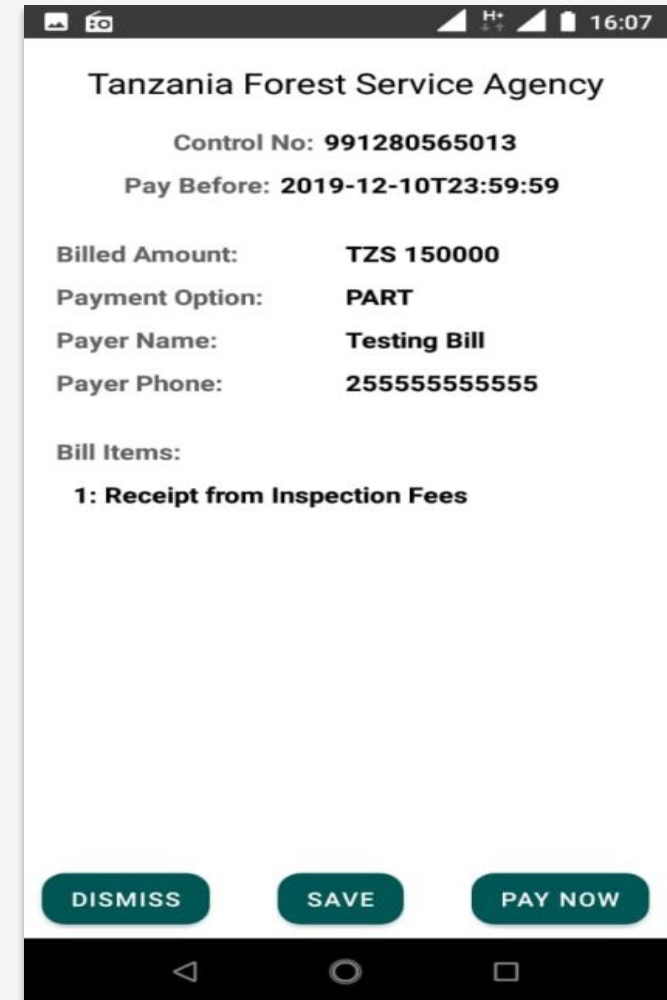 H+ 16:07
Tanzania Forest Service Agency
Control No: 991280565013
Pay Before: 2019-12-10T23:59:59
Billed Amount: TZS 150000
Payment Option: PART
Payer Name: Testing Bill
Payer Phone: 255555555555
Bill Items:
1: Receipt from Inspection Fees
DISMISS SAVE PAY NOW